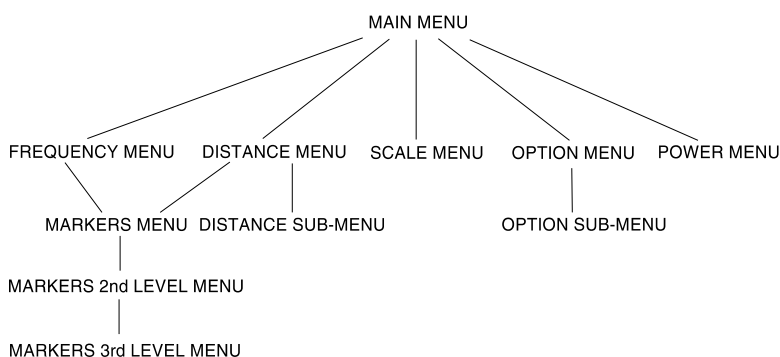 MAIN MENU
FREQUENCY MENU DISTANCE MENU SCALE MENU OPTION MENU POWER MENU
MARKERS MENU DISTANCE SUB-MENU OPTION SUB-MENU
MARKERS 2nd LEVEL MENU
MARKERS 3rd LEVEL MENU